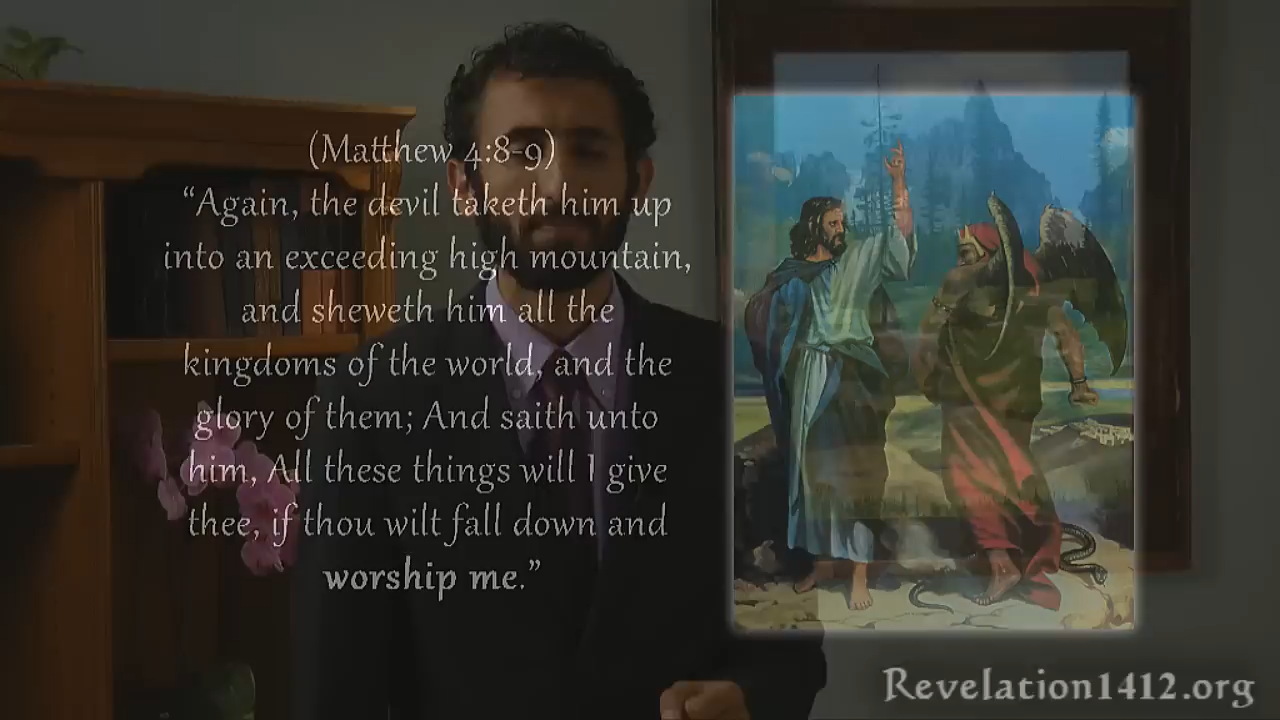 (Matthew 4:8-9)
“Again, the devil taketh him up
into an exceeding high mountain,
and sheweth him all the
kingdoms of the world, and the
glory of them; And saith unto
him, All these things will I give
thee, if thou wilt fall down and
worship me.”
Revelation1412.org